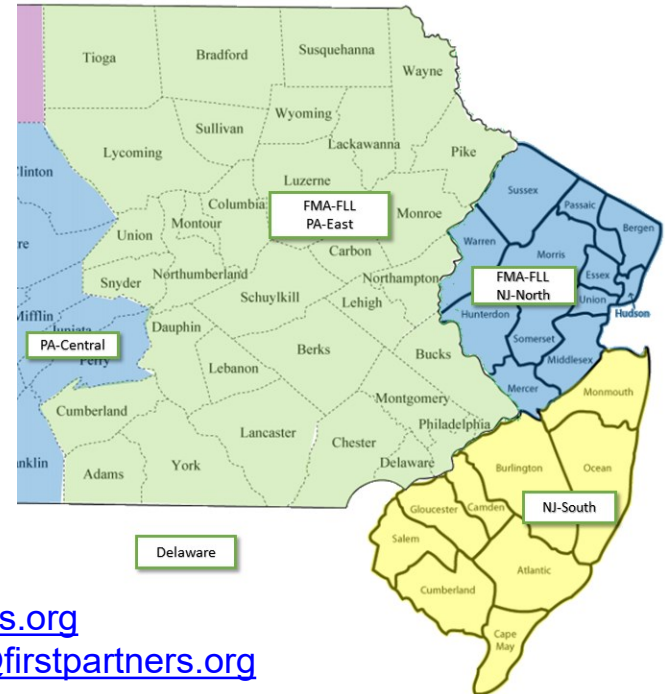 Tioga
Bradford
Susquehanna
Wayne
Wyoming
Sullivan
Lackawanna
Lycoming
Pike
Clinton
Luzerne
Columbia
FMA-FLL
PA-East
Monroe
Union
Montour
Carbon
Snyder
Northumberland
Northampton
Schuylkill
Lehigh
Mifflin
Juniata
PA-Central
Perry
Dauphin
Berks
Bucks
Lebanon
Montgomery
Cumberland
Philadelphia
Lancaster
Chester
Delaware
Adams
York
nklin
Sussex
Passaic
Bergen
Warren
Morris
Essex
FMA-FLL
NJ-North
Union
Hudson
Hunterdon
Somerset
Middlesex
Mercer
Monmouth
Burlington
Ocean
NJ-South
Gloucester
Camden
Salem
Atlantic
Cumberland
Cape
May
Delaware
s.org
@firstpartners.org